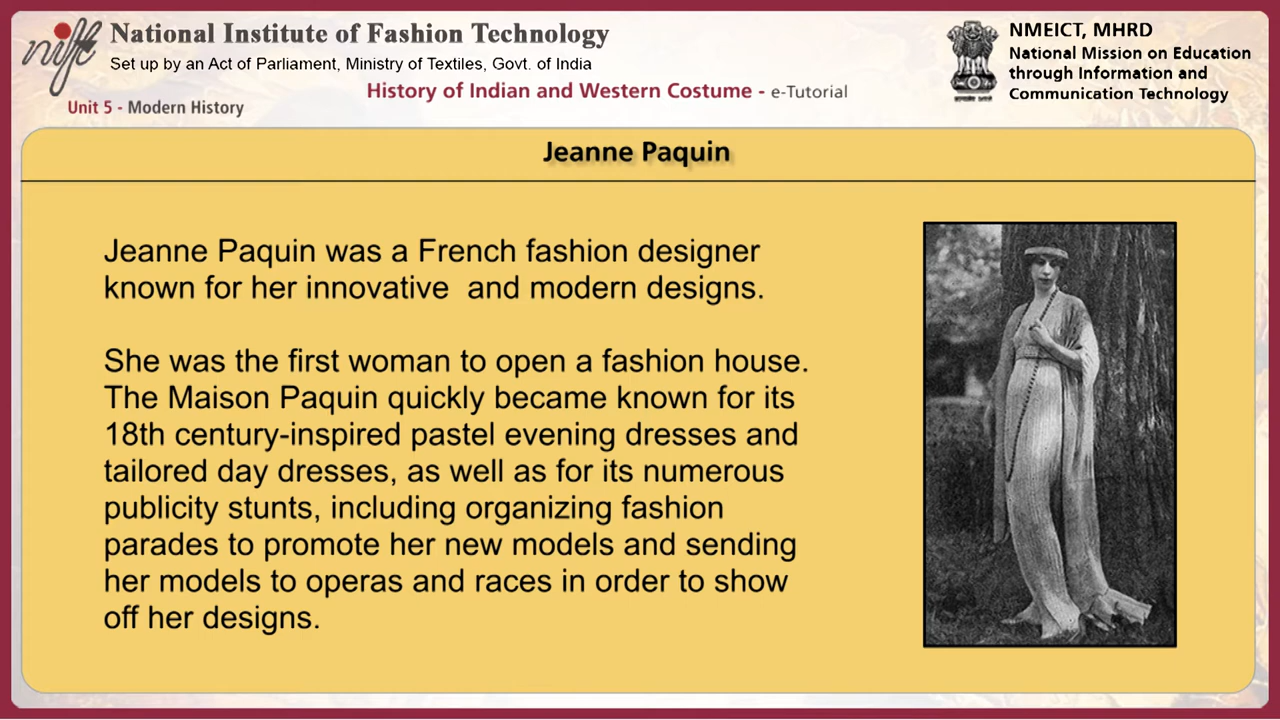 nift
National Institute of Fashion Technology
Set up by an Act of Parliament, Ministry of Textiles, Govt. of India
History of Indian and Western Costume - e-Tutorial
Unit 5 - Modern History
NMEICT, MHRD
National Mission on Education
through Information and
Communication Technology
Jeanne Paquin
Jeanne Paquin was a French fashion designer
known for her innovative  and modern designs.
She was the first woman to open a fashion house.
The Maison Paquin quickly became known for its
18th century-inspired pastel evening dresses and
tailored day dresses, as well as for its numerous
publicity stunts, including organizing fashion
parades to promote her new models and sending
her models to operas and races in order to show
off her designs.